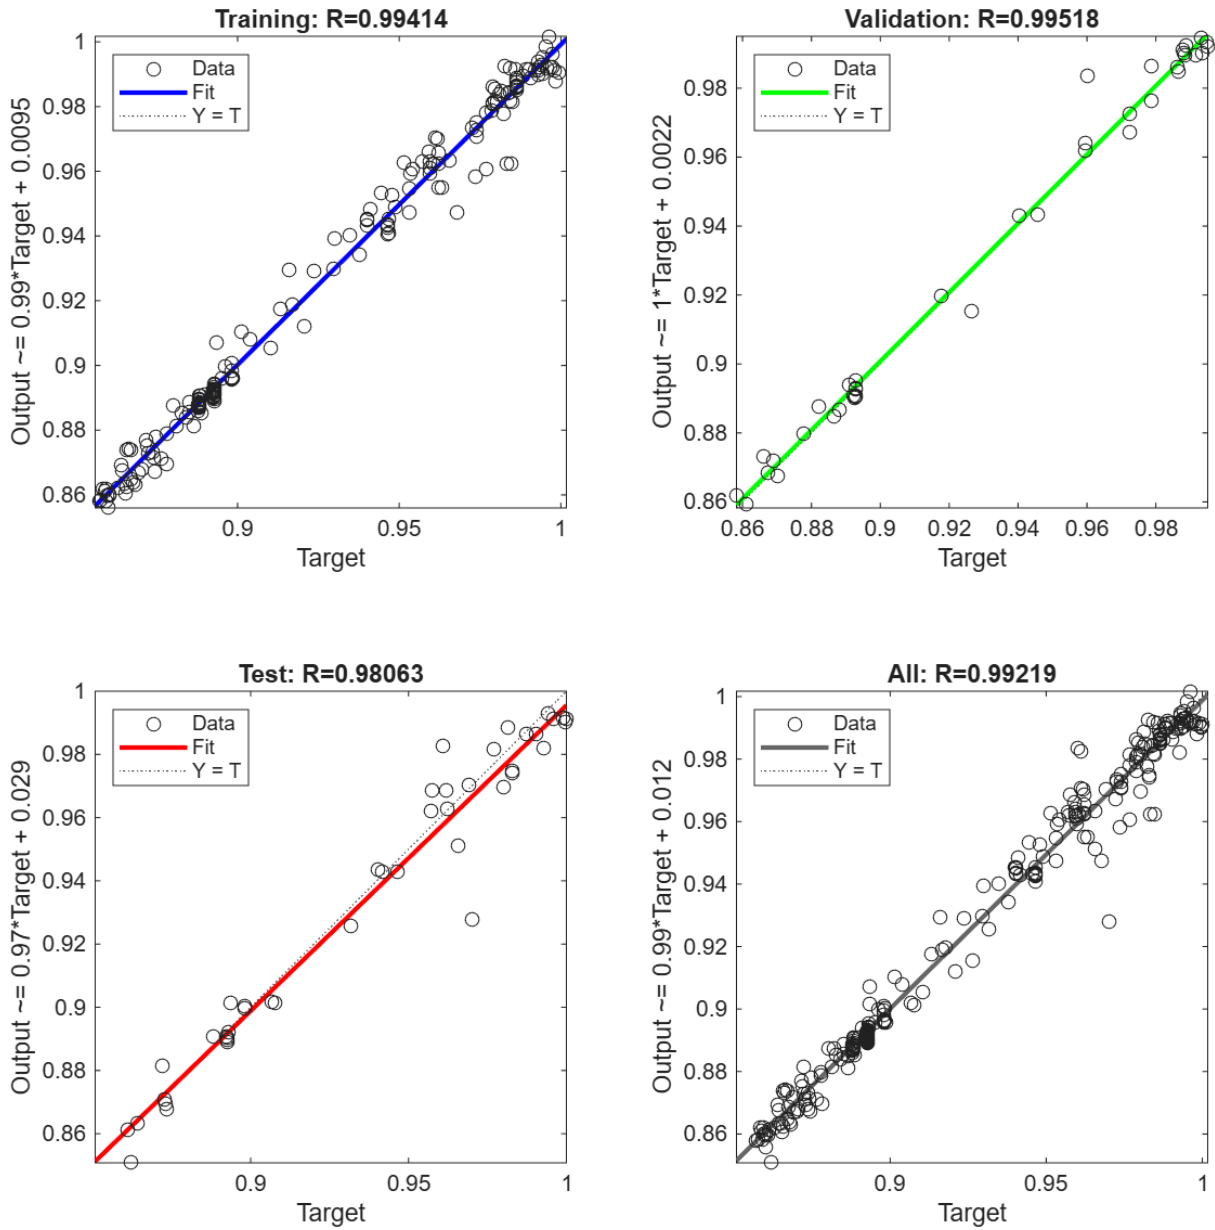 Training: R=0.99414
Output ~= 0.99*Target + 0.0095
1
0.98
0.96
0.94
0.92
0.9
0.88
0.86
Data
Fit
Y = T
0.9 0.95 1
Target
Validation: R=0.99518
Output ~= 1*Target + 0.0022
0.98
0.96
0.94
0.92
0.9
0.88
0.86
Data
Fit
Y = T
0.86 0.88 0.9 0.92 0.94 0.96 0.98
Target
Test: R=0.98063
Output ~= 0.97*Target + 0.029
1
0.98
0.96
0.94
0.92
0.9
0.88
0.86
Data
Fit
Y = T
0.9 0.95 1
Target
All: R=0.99219
Output ~= 0.99*Target + 0.012
1
0.98
0.96
0.94
0.92
0.9
0.88
0.86
Data
Fit
Y = T
0.9 0.95 1
Target